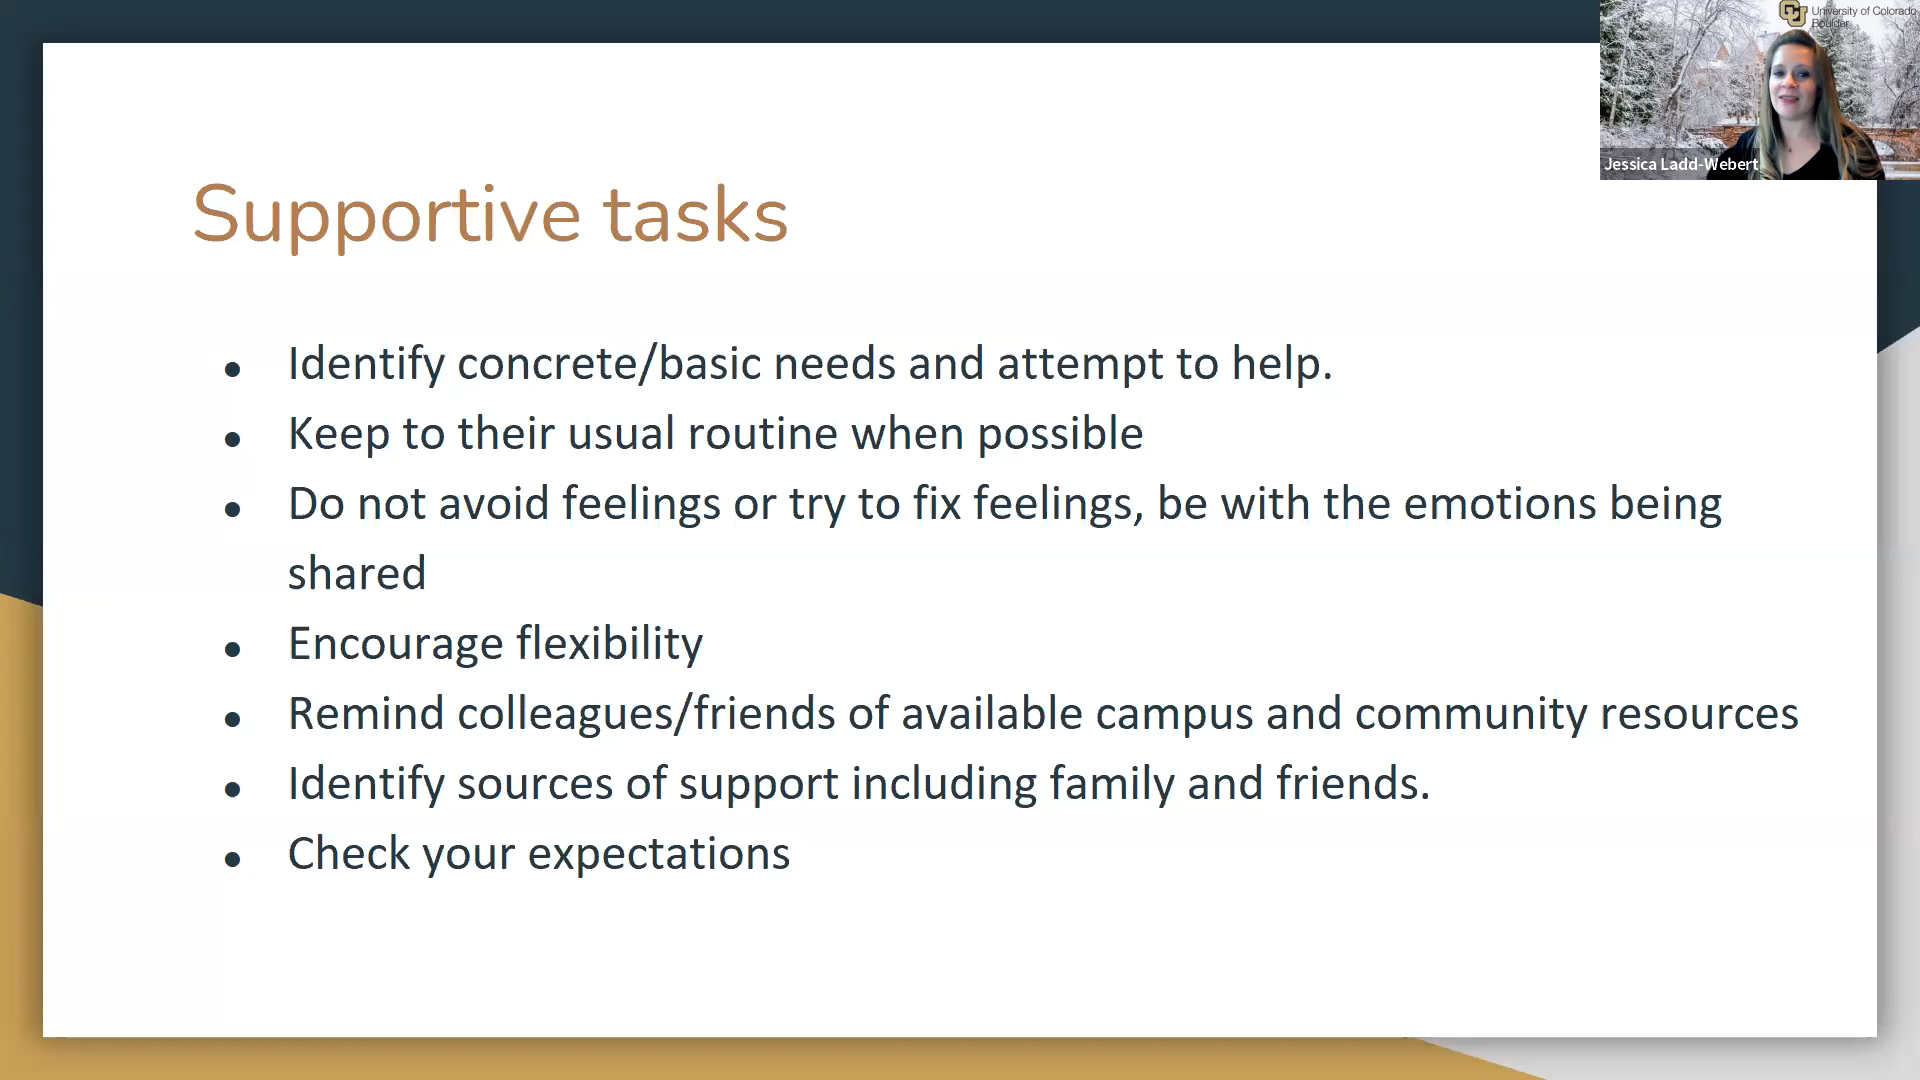 University of Colorado
Boulder
Jessica Ladd-Webert
Supportive tasks
● Identify concrete/basic needs and attempt to help.
● Keep to their usual routine when possible
● Do not avoid feelings or try to fix feelings, be with the emotions being
shared
● Encourage flexibility
● Remind colleagues/friends of available campus and community resources
● Identify sources of support including family and friends.
● Check your expectations